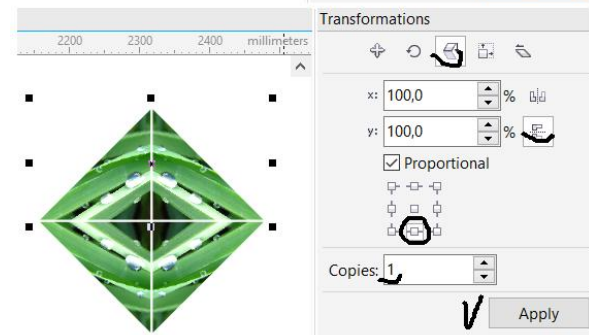 Transformations
2200 2300 2400 millimeters
x: 100,0 %
y: 100,0 %
Proportional
Copies: 1
Apply